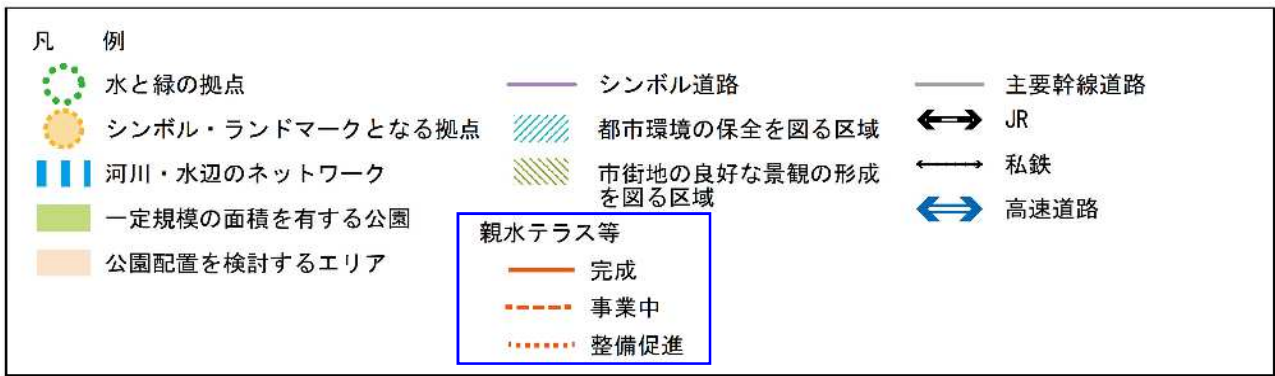 凡 例
水と緑の拠点
シンボル・ランドマークとなる拠点
河川・水辺のネットワーク
一定規模の面積を有する公園
公園配置を検討するエリア
シンボル道路
都市環境の保全を図る区域
市街地の良好な景観の形成
を図る区域
親水テラス等
完成
事業中
整備促進
主要幹線道路
JR
私鉄
高速道路